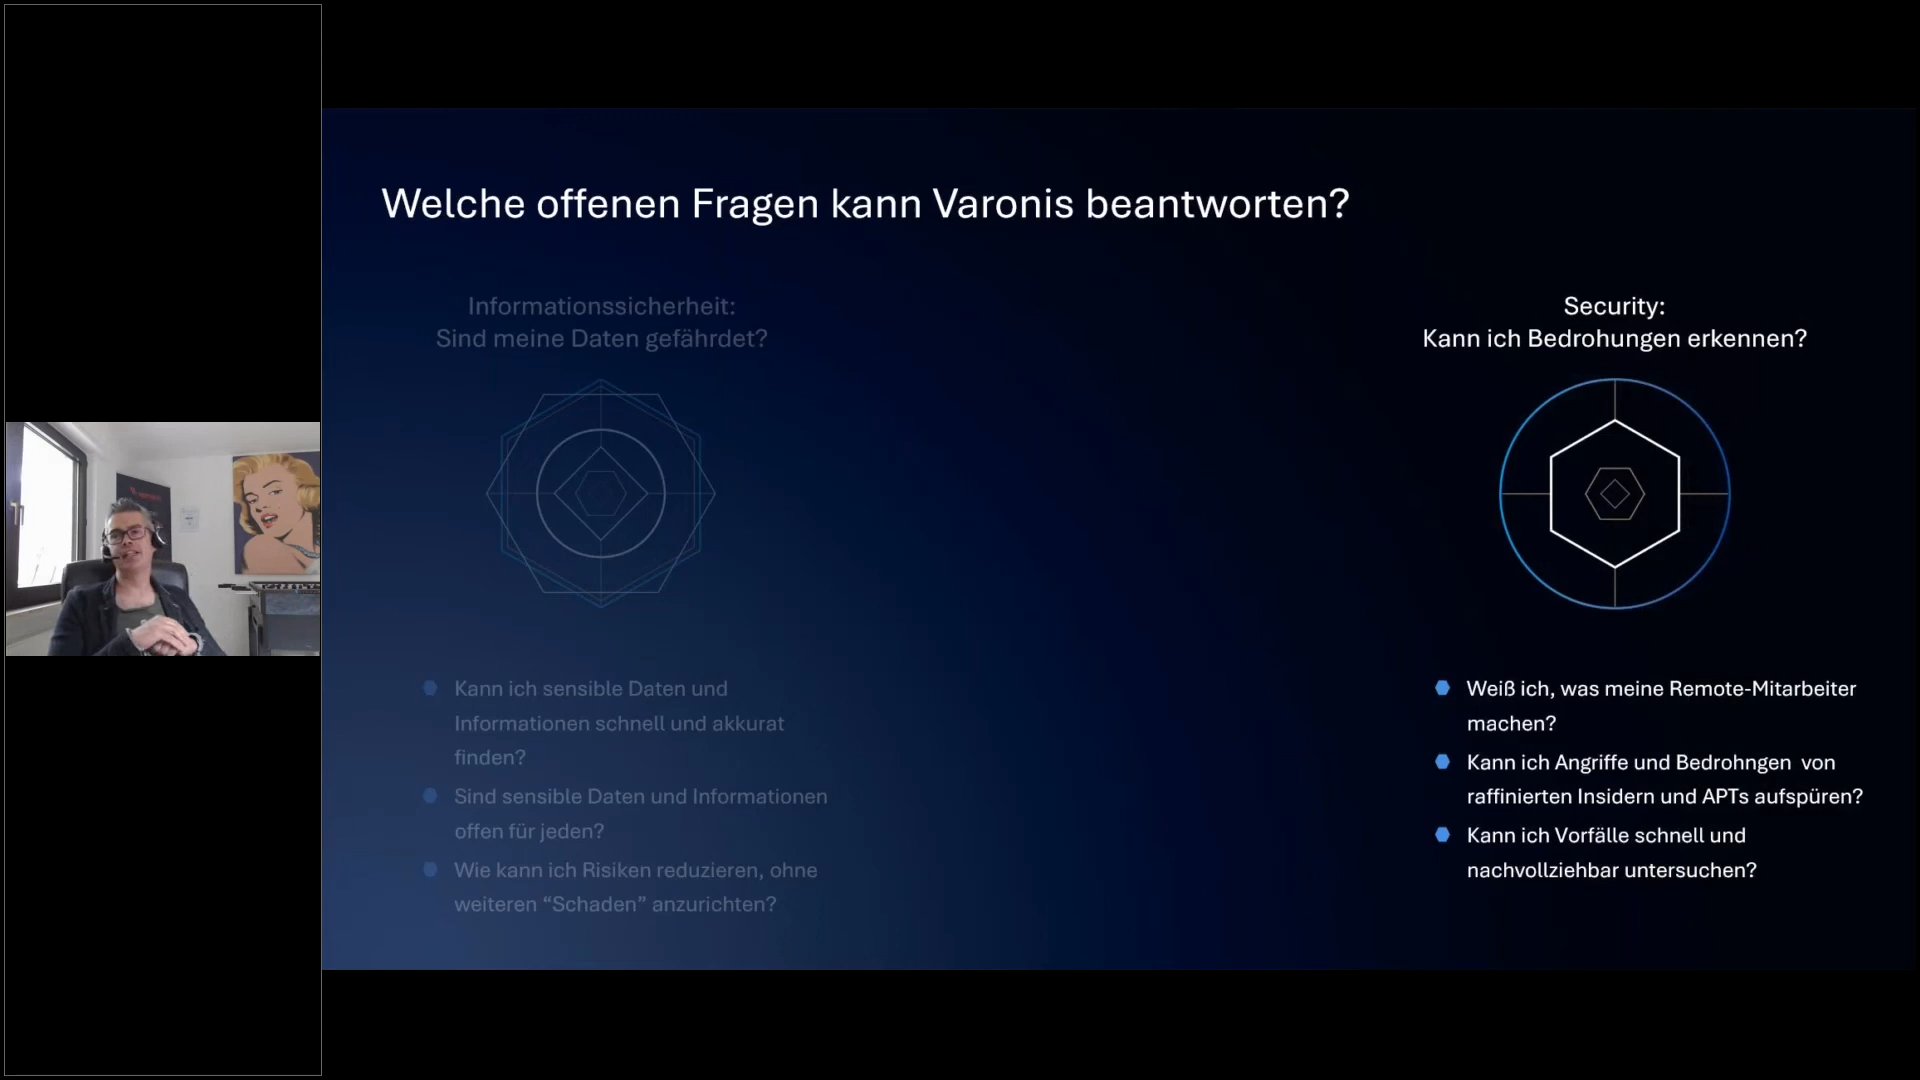 Welche offenen Fragen kann Varonis beantworten?
Informationssicherheit:
Sind meine Daten gefährdet?
Kann ich sensible Daten und
Informationen schnell und akkurat
finden?
Sind sensible Daten und Informationen
offen für jeden?
Wie kann ich Risiken reduzieren, ohne
weiteren “Schaden” anzurichten?
Security:
Kann ich Bedrohungen erkennen?
Weiß ich, was meine Remote-Mitarbeiter
machen?
Kann ich Angriffe und Bedrohngen  von
raffinierten Insidern und APTs aufspüren?
Kann ich Vorfälle schnell und
nachvollziehbar untersuchen?